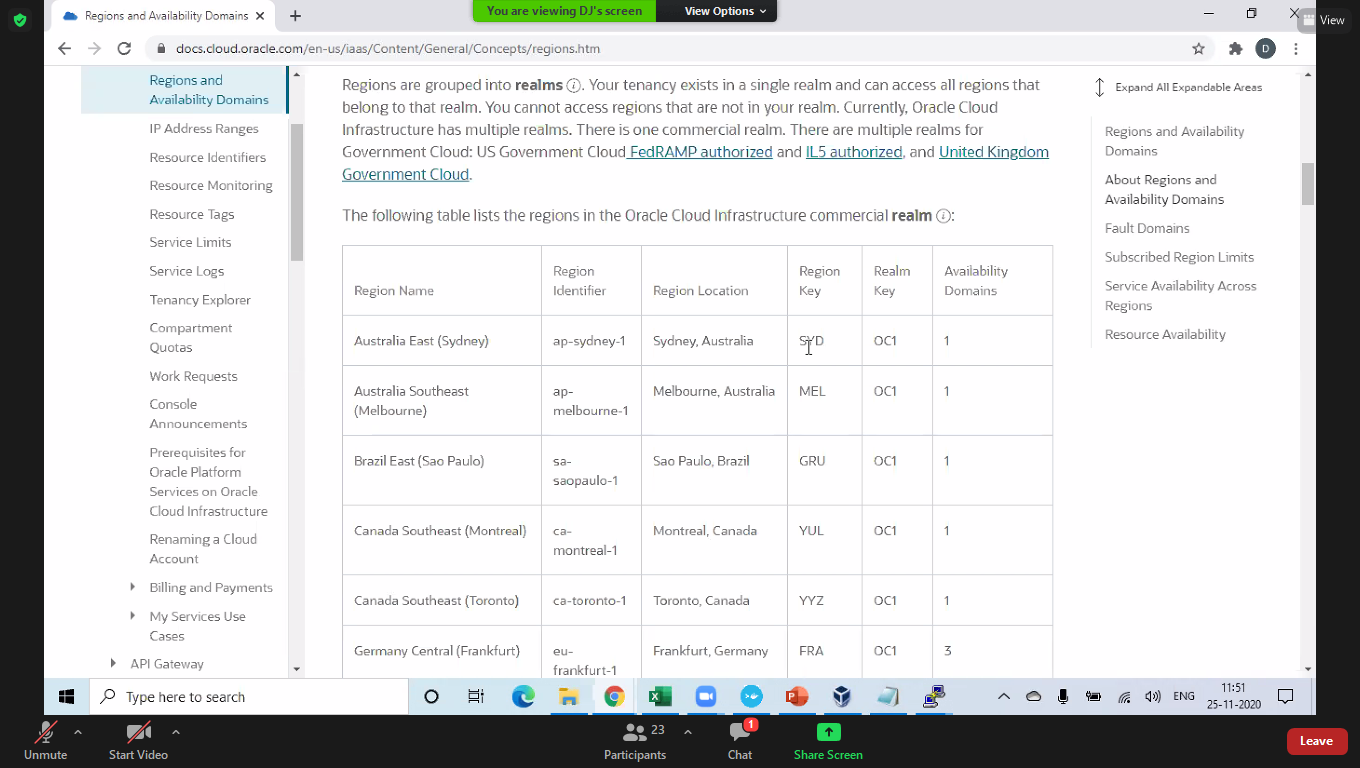 You are viewing DJ's screen
View Options
View
Regions and Availability Domains
docs.cloud.oracle.com/en-us/iaas/Content/General/Concepts/regions.htm
D
Regions and
Availability Domains
IP Address Ranges
Resource Identifiers
Resource Monitoring
Resource Tags
Service Limits
Service Logs
Tenancy Explorer
Compartment
Quotas
Work Requests
Console
Announcements
Prerequisites for
Oracle Platform
Services on Oracle
Cloud Infrastructure
Renaming a Cloud
Account
Billing and Payments
My Services Use
Cases
API Gateway
Regions are grouped into realms i. Your tenancy exists in a single realm and can access all regions that
belong to that realm. You cannot access regions that are not in your realm. Currently, Oracle Cloud
Infrastructure has multiple realms. There is one commercial realm. There are multiple realms for
Government Cloud: US Government Cloud FedRAMP authorized and IL5 authorized, and United Kingdom
Government Cloud.
The following table lists the regions in the Oracle Cloud Infrastructure commercial realm i:
Region Name Region Identifier Region Location Region Key Realm Key Availability Domains
Australia East (Sydney) ap-sydney-1 Sydney, Australia SYD OC1 1
Australia Southeast (Melbourne) ap-melbourne-1 Melbourne, Australia MEL OC1 1
Brazil East (Sao Paulo) sa-saopaulo-1 Sao Paulo, Brazil GRU OC1 1
Canada Southeast (Montreal) ca-montreal-1 Montreal, Canada YUL OC1 1
Canada Southeast (Toronto) ca-toronto-1 Toronto, Canada YYZ OC1 1
Germany Central (Frankfurt) eu-frankfurt-1 Frankfurt, Germany FRA OC1 3
Expand All Expandable Areas
Regions and Availability
Domains
About Regions and
Availability Domains
Fault Domains
Subscribed Region Limits
Service Availability Across
Regions
Resource Availability
Type here to search
ENG
11:51
25-11-2020
Unmute
Start Video
23
Participants
1
Chat
Share Screen
Leave